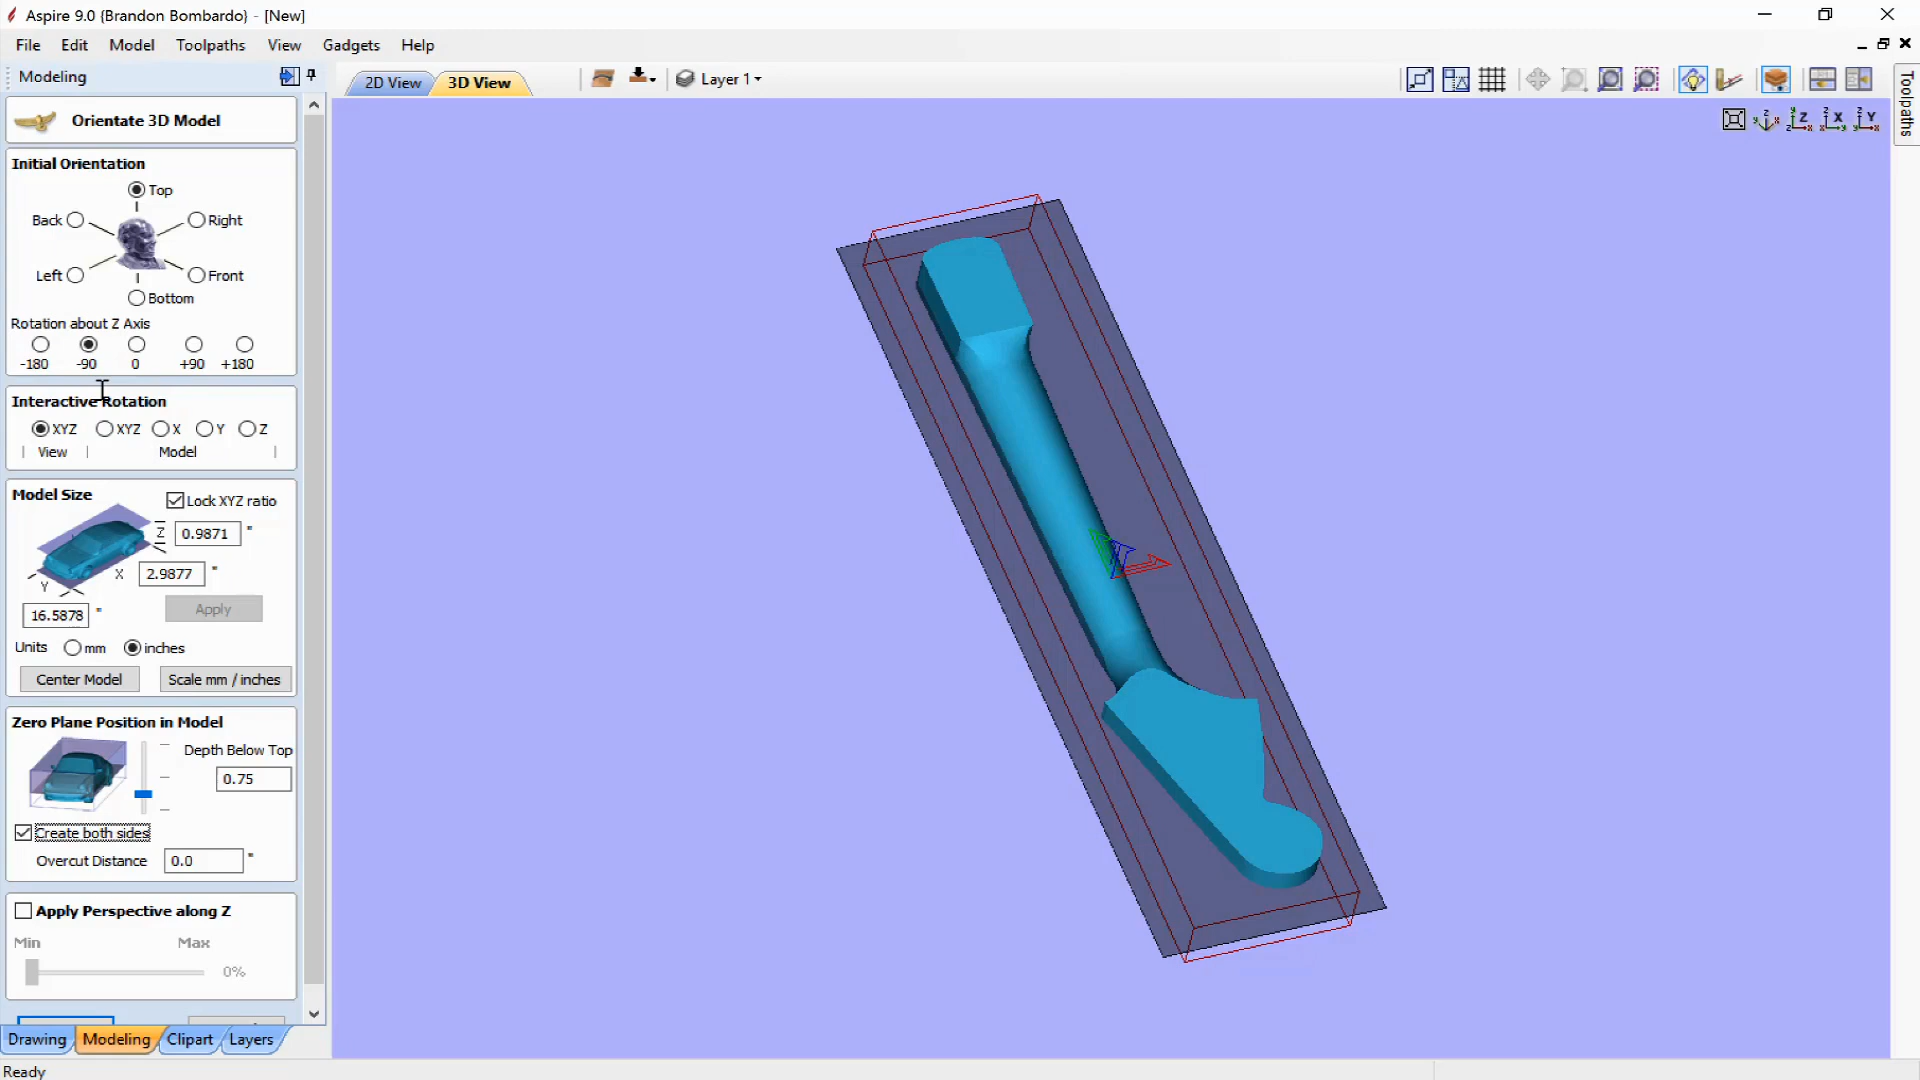 Aspire 9.0 {Brandon Bombardo} - [New]
File Edit Model Toolpaths View Gadgets Help
Modeling
2D View 3D View Layer 1
Toolpaths
Orientate 3D Model
Initial Orientation
Top
Back Right
Left Front
Bottom
Rotation about Z Axis
-180 -90 0 +90 +180
Interactive Rotation
XYZ XYZ X Y Z
View Model
Model Size
Lock XYZ ratio
Z 0.9871 "
X 2.9877 "
Y
16.5878 " Apply
Units mm inches
Center Model Scale mm / inches
Zero Plane Position in Model
Depth Below Top
0.75
Create both sides
Overcut Distance 0.0 "
Apply Perspective along Z
Min Max
0%
Drawing Modeling Clipart Layers
Ready